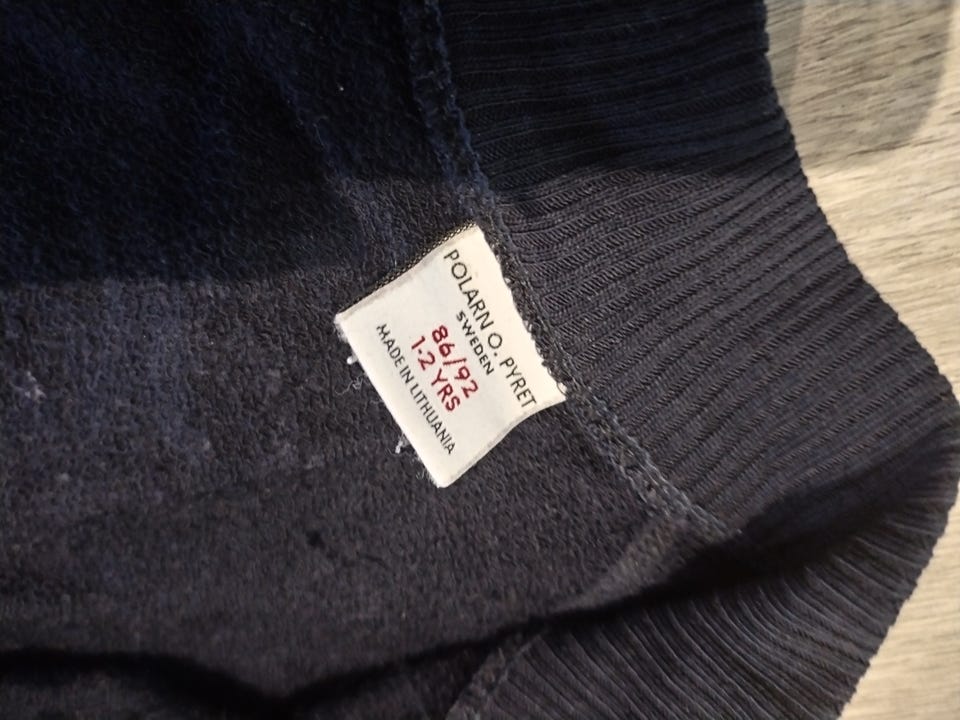 POLARN O. PYRET
SWEDEN
86/92
1-2 YRS
MADE IN LITHUANIA